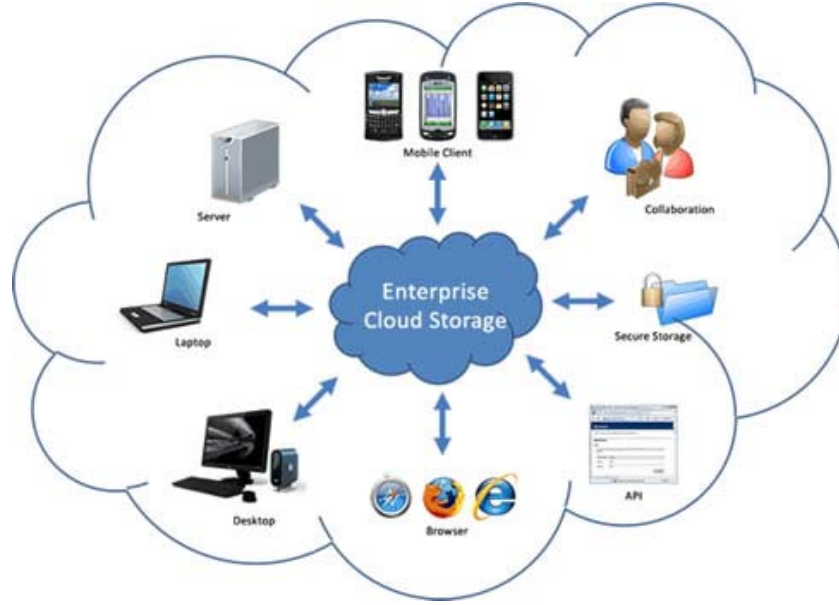 Mobile Client
Server
Collaboration
Enterprise
Cloud Storage
Laptop
Secure Storage
Desktop
Browser
API